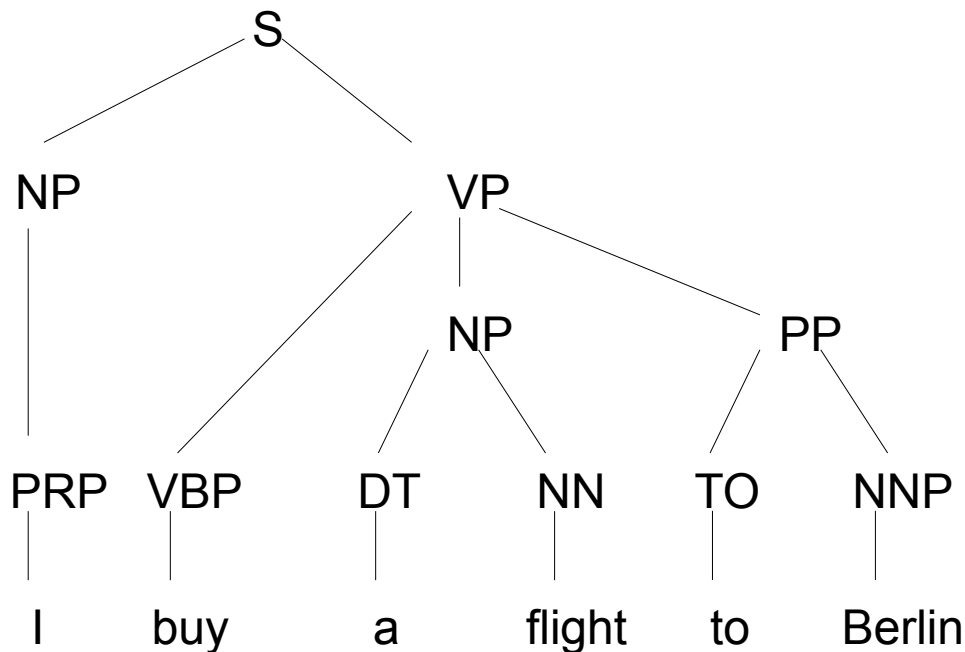 S
NP VP
NP PP
PRP VBP DT NN TO NNP
I buy a flight to Berlin